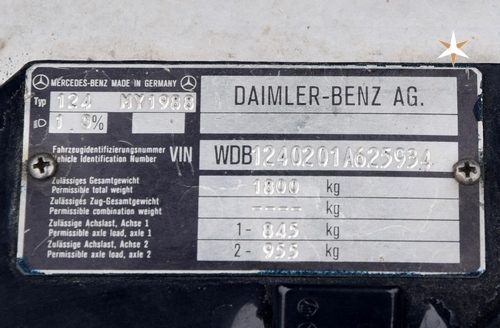 MERCEDES-BENZ MADE IN GERMANY
Typ 124 MY1988
DAIMLER-BENZ AG.
1.0%
Fahrzeugidentifizierungsnummer
Vehicle Identification Number VIN WDB1240201A625934
Zulässiges Gesamtgewicht
Permissible total weight 1800 kg
Zulässiges Zug-Gesamtgewicht
Permissible combination weight ---- kg
Zulässige Achslast, Achse 1
Permissible axle load, axle 1 1- 845 kg
Zulässige Achslast, Achse 2
Permissible axle load, axle 2 2- 955 kg